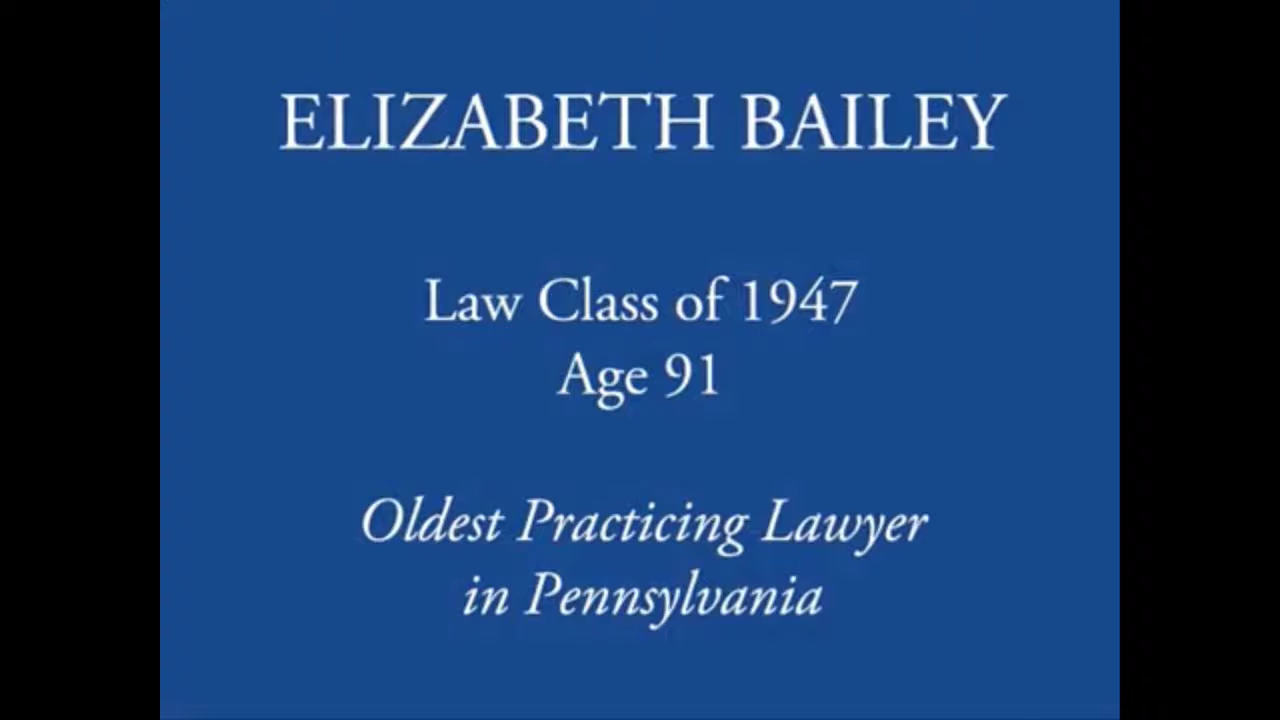 ELIZABETH BAILEY
Law Class of 1947
Age 91
Oldest Practicing Lawyer
in Pennsylvania